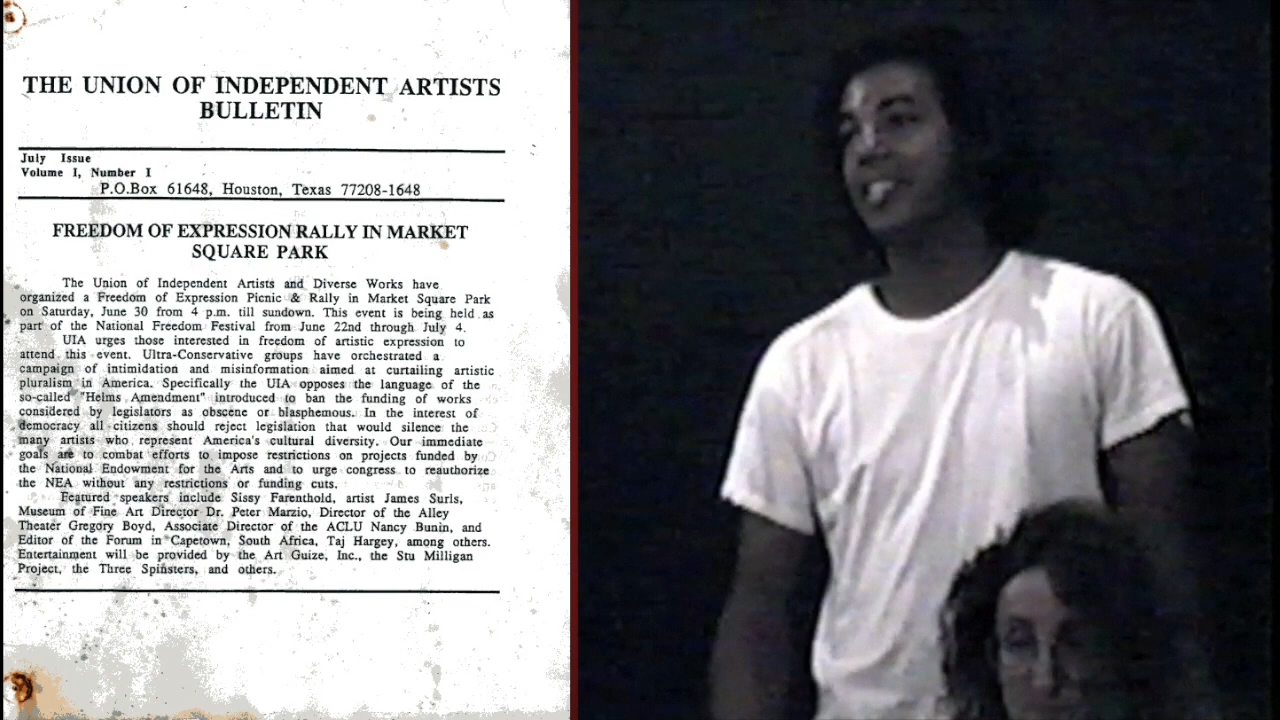 THE UNION OF INDEPENDENT ARTISTS
BULLETIN
July Issue
Volume I, Number I
P.O.Box 61648, Houston, Texas 77208-1648
FREEDOM OF EXPRESSION RALLY IN MARKET
SQUARE PARK
The Union of Independent Artists and Diverse Works have
organized a Freedom of Expression Picnic & Rally in Market Square Park
on Saturday, June 30 from 4 p.m. till sundown. This event is being held as
part of the National Freedom Festival from June 22nd through July 4.
UIA urges those interested in freedom of artistic expression to
attend this event. Ultra-Conservative groups have orchestrated a
campaign of intimidation and misinformation aimed at curtailing artistic
pluralism in America. Specifically the UIA opposes the language of the
so-called "Helms Amendment" introduced to ban the funding of works
considered by legislators as obscene or blasphemous. In the interest of
democracy all citizens should reject legislation that would silence the
many artists who represent America's cultural diversity. Our immediate
goals are to combat efforts to impose restrictions on projects funded by
the National Endowment for the Arts and to urge congress to reauthorize
the NEA without any restrictions or funding cuts.
Featured speakers include Sissy Farenthold, artist James Surls,
Museum of Fine Art Director Dr. Peter Marzio, Director of the Alley
Theater Gregory Boyd, Associate Director of the ACLU Nancy Bunin, and
Editor of the Forum in Capetown, South Africa, Taj Hargey, among others.
Entertainment will be provided by the Art Guize, Inc., the Stu Milligan
Project, the Three Spinsters, and others.